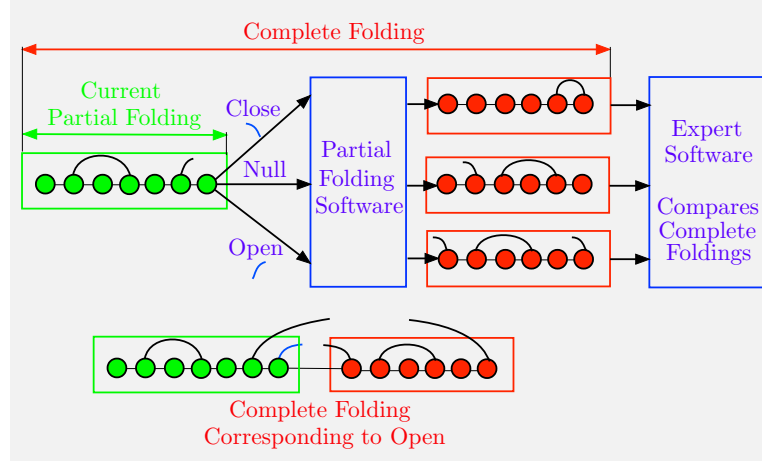 Complete Folding
Current
Partial Folding
Close
Null
Open
Partial
Folding
Software
Expert
Software
Compares
Complete
Foldings
Complete Folding
Corresponding to Open